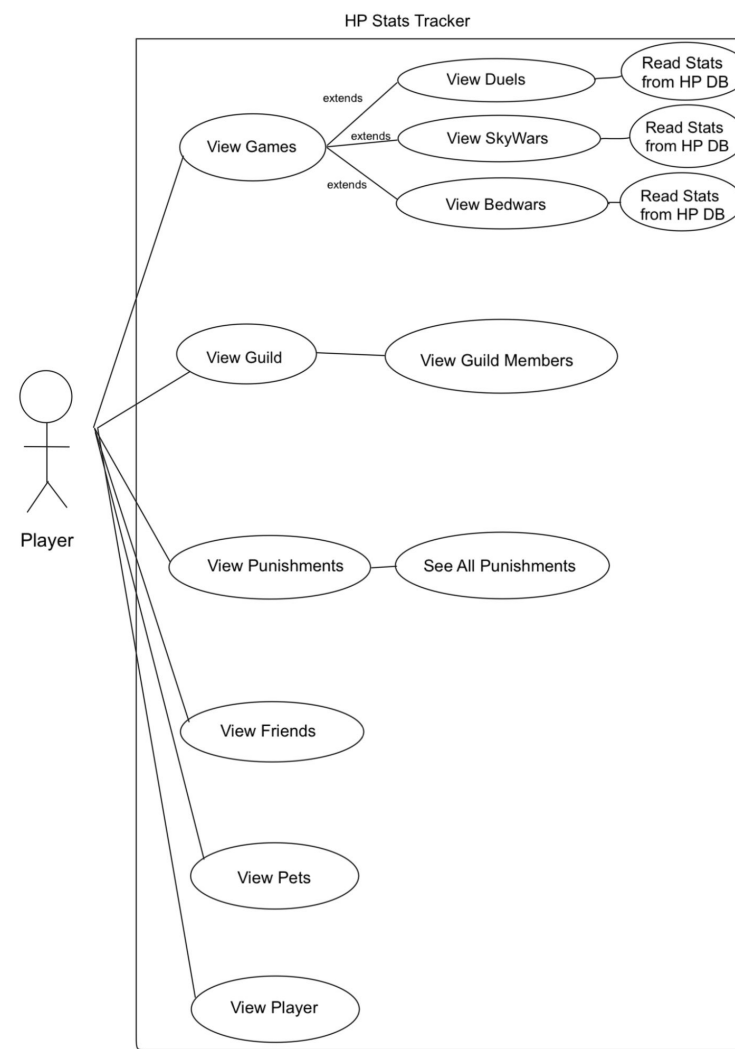 HP Stats Tracker
View Duels
Read Stats
from HP DB
extends
View Games
extends
View SkyWars
Read Stats
from HP DB
extends
View Bedwars
Read Stats
from HP DB
View Guild
View Guild Members
Player
View Punishments
See All Punishments
View Friends
View Pets
View Player